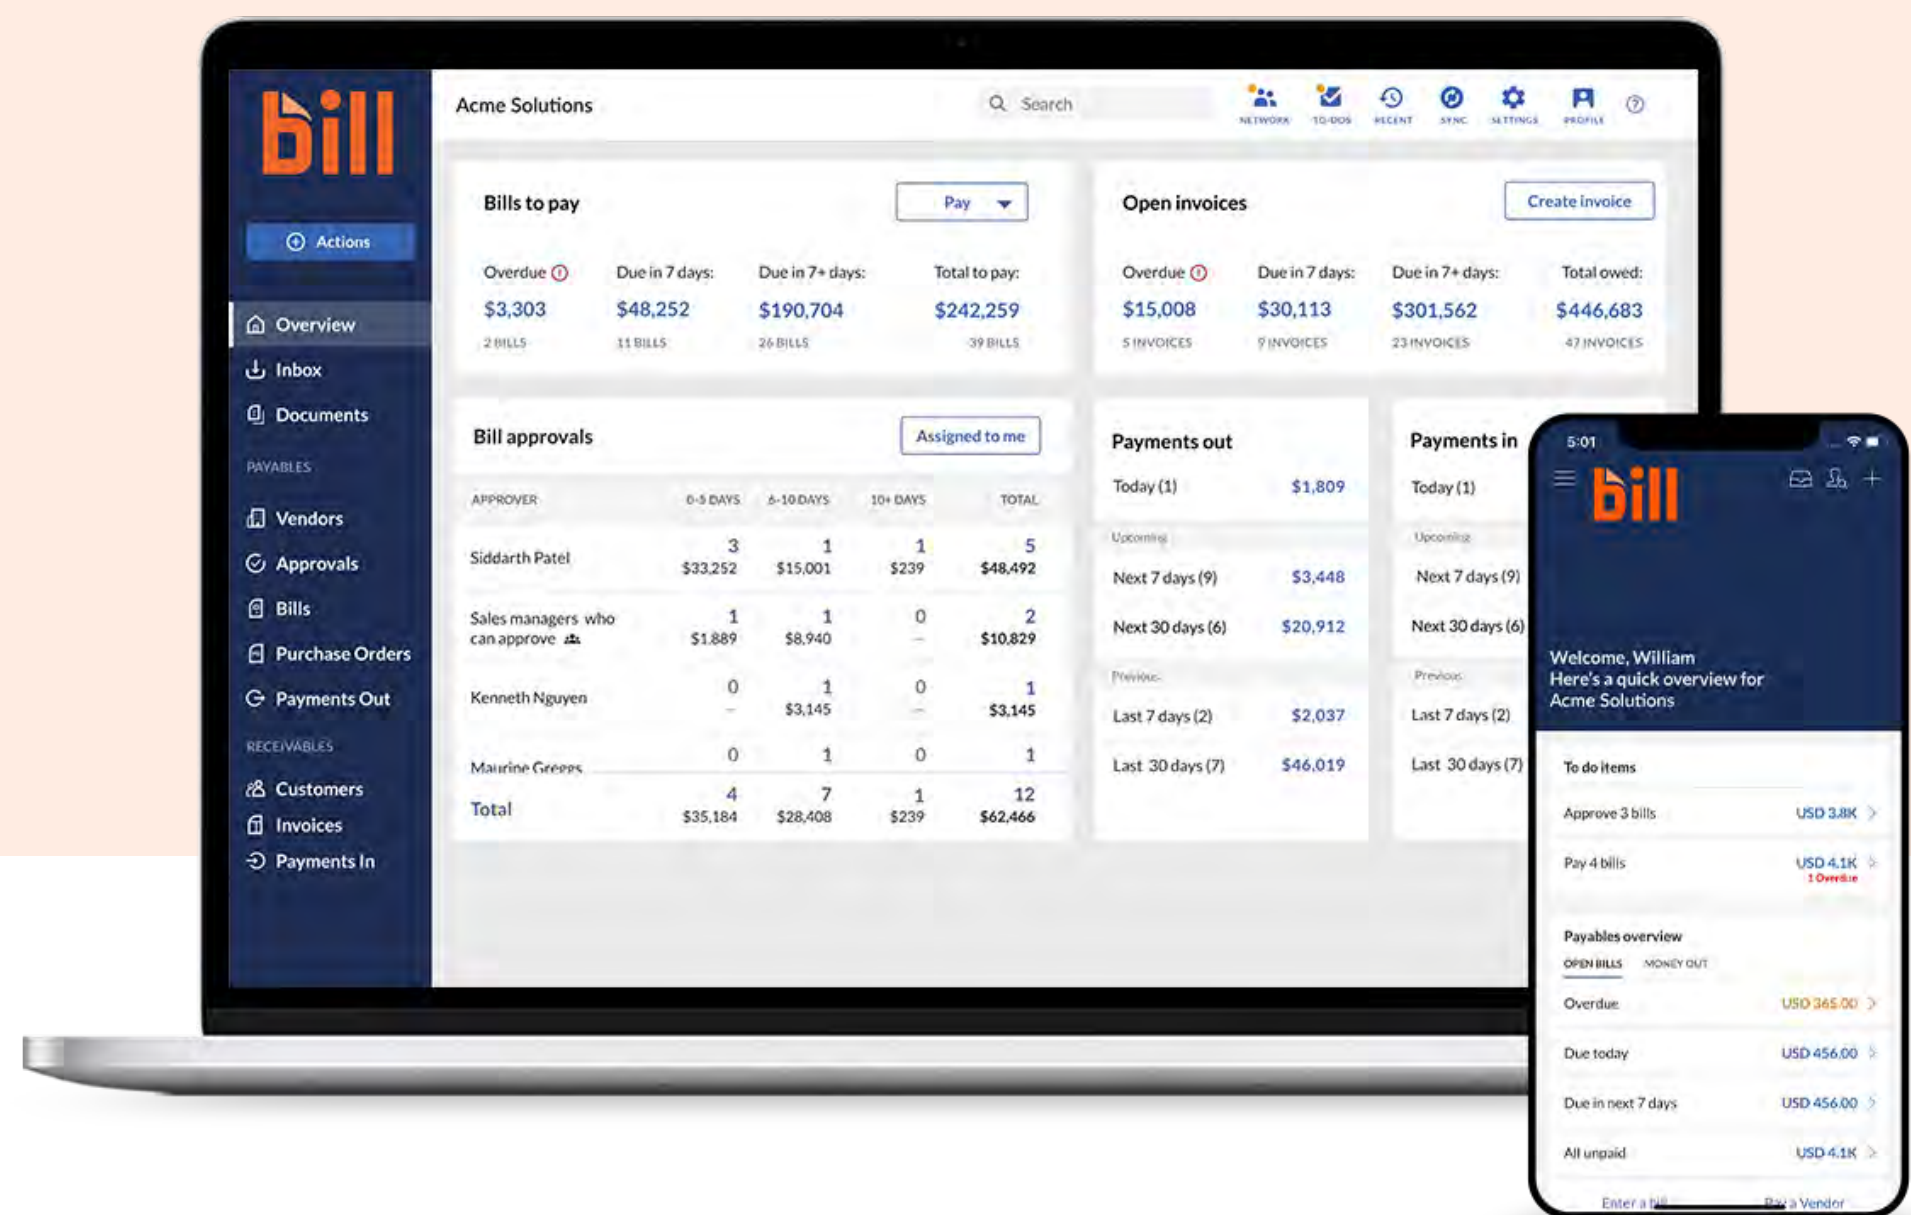 bill
Acme Solutions
Search
NETWORK
TO-DOS
RECENT
SYNC
SETTINGS
PROFILE
Actions
Overview
Inbox
Documents
PAYABLES
Vendors
Approvals
Bills
Purchase Orders
Payments Out
RECEIVABLES
Customers
Invoices
Payments In
Bills to pay
Pay
Overdue Due in 7 days: Due in 7+ days: Total to pay:
$3,303 $48,252 $190,704 $242,259
2 BILLS 11 BILLS 26 BILLS 39 BILLS
Open invoices
Create invoice
Overdue Due in 7 days: Due in 7+ days: Total owed:
$15,008 $30,113 $301,562 $446,683
5 INVOICES 9 INVOICES 23 INVOICES 47 INVOICES
Bill approvals
Assigned to me
APPROVER 0-5 DAYS 6-10 DAYS 10+ DAYS TOTAL
Siddarth Patel
3 1 1 5
$33,252 $15,001 $239 $48,492
Sales managers who
can approve
1 1 0 2
$1,889 $8,940 – $10,829
Kenneth Nguyen
0 1 0 1
– $3,145 – $3,145
Maurine Greggs
0 1 0 1
Total
4 7 1 12
$35,184 $28,408 $239 $62,466
Payments out
Today (1) $1,809
Upcoming
Next 7 days (9) $3,448
Next 30 days (6) $20,912
Previous
Last 7 days (2) $2,037
Last 30 days (7) $46,019
Payments in
Today (1)
Upcoming
Next 7 days (9)
Next 30 days (6)
Previous
Last 7 days (2)
Last 30 days (7)
5:01
bill
Welcome, William
Here's a quick overview for
Acme Solutions
To do items
Approve 3 bills USD 3.8K
Pay 4 bills USD 4.1K
1 Overdue
Payables overview
OPEN BILLS MONEY OUT
Overdue USD 365.00
Due today USD 456.00
Due in next 7 days USD 456.00
All unpaid USD 4.1K
Enter a bill Pay a Vendor